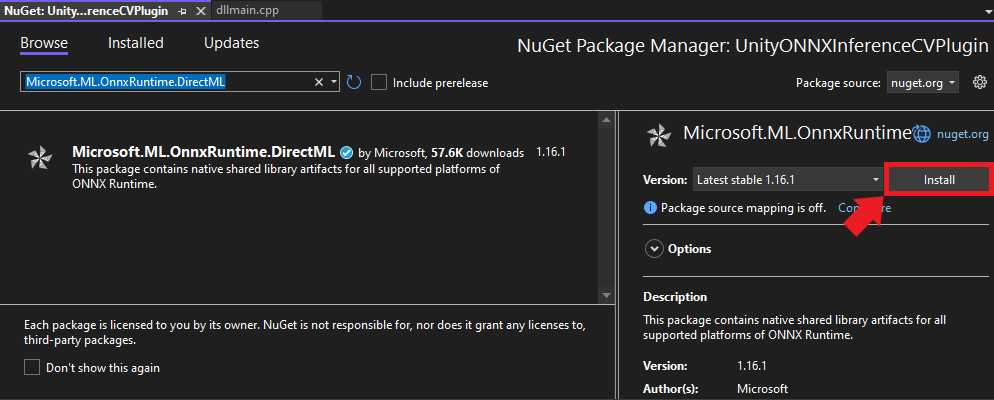 NuGet: Unity...renceCVPlugin
dllmain.cpp
Browse
Installed
Updates
NuGet Package Manager: UnityONNXInferenceCVPlugin
Microsoft.ML.OnnxRuntime.DirectML
Include prerelease
Package source:
nuget.org
Microsoft.ML.OnnxRuntime.DirectML by Microsoft, 57.6K downloads
1.16.1
This package contains native shared library artifacts for all supported platforms of
ONNX Runtime.
Each package is licensed to you by its owner. NuGet is not responsible for, nor does it grant any licenses to,
third-party packages.
Don't show this again
Microsoft.ML.OnnxRuntime
nuget.org
Version:
Latest stable 1.16.1
Install
Package source mapping is off.
Options
Description
This package contains native shared library artifacts for all
supported platforms of ONNX Runtime.
Version: 1.16.1
Author(s): Microsoft